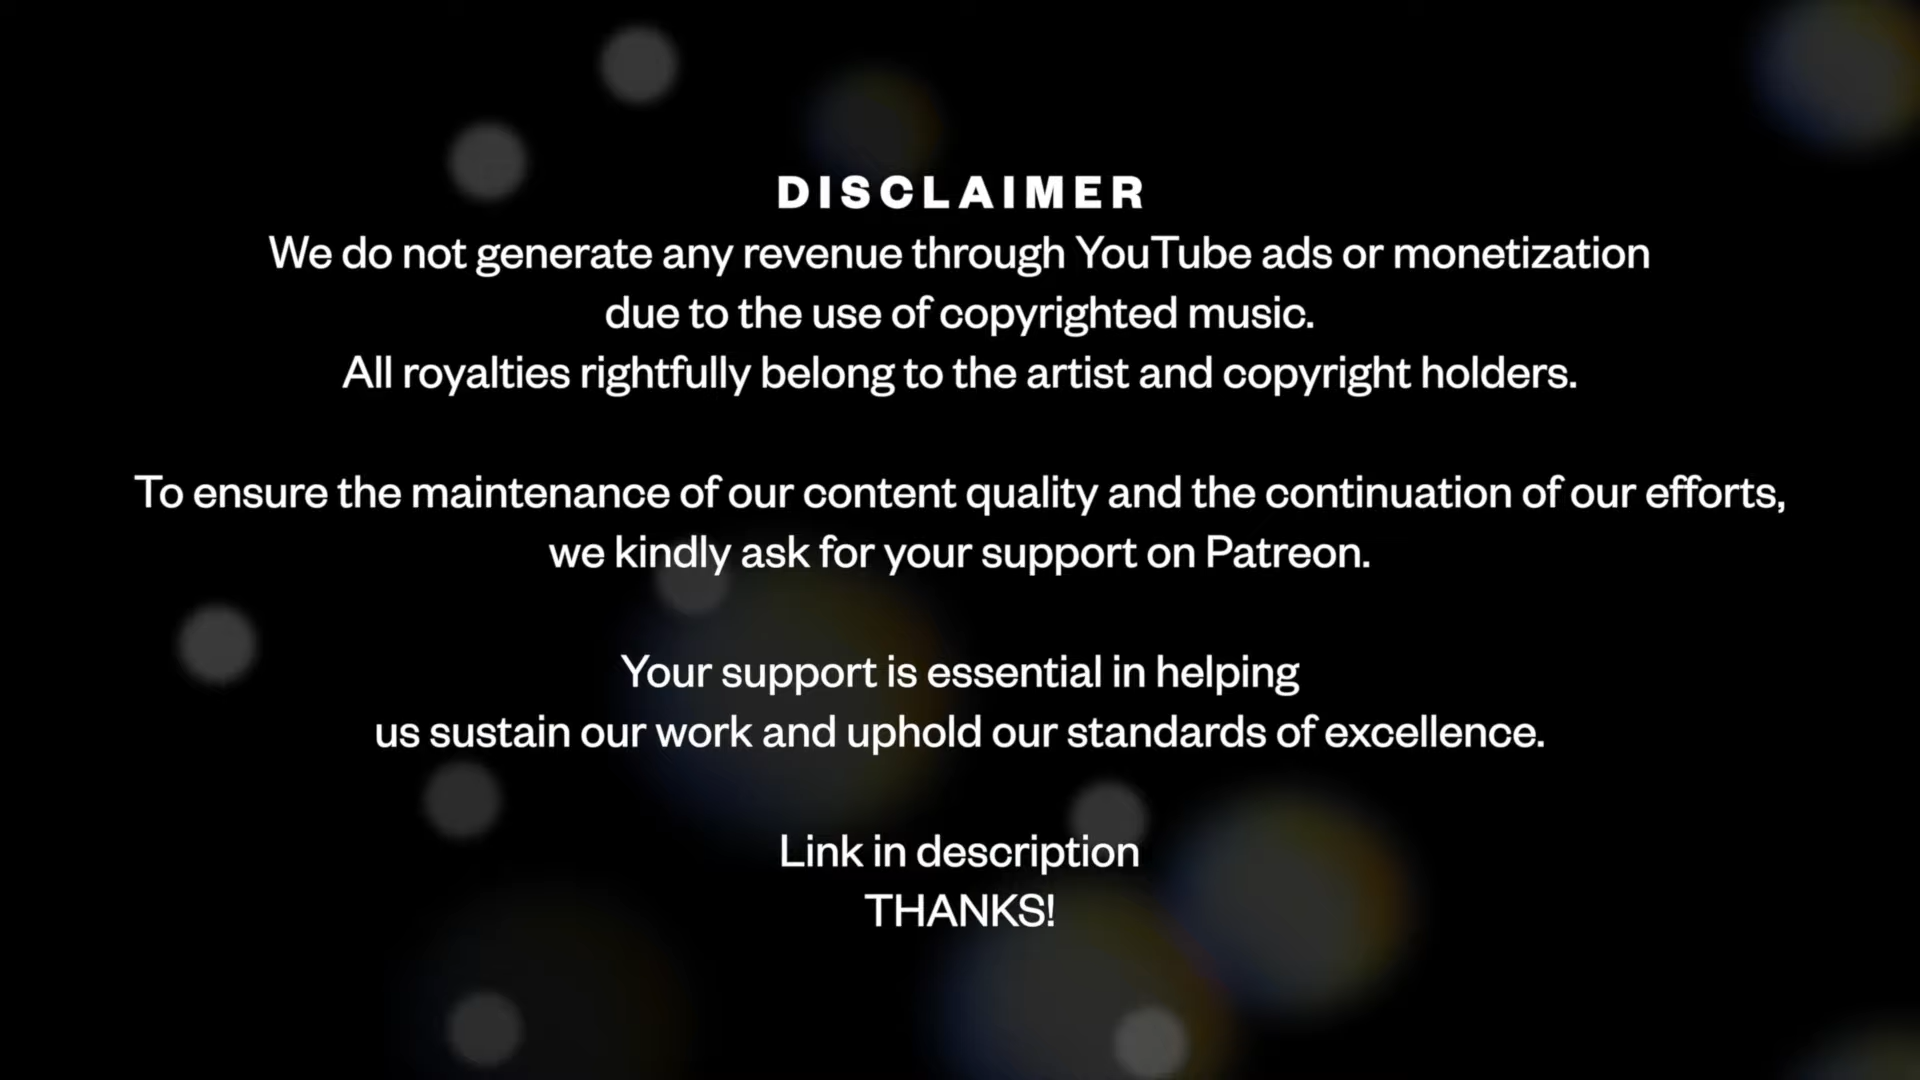 DISCLAIMER
We do not generate any revenue through YouTube ads or monetization
due to the use of copyrighted music.
All royalties rightfully belong to the artist and copyright holders.
To ensure the maintenance of our content quality and the continuation of our efforts,
we kindly ask for your support on Patreon.
Your support is essential in helping
us sustain our work and uphold our standards of excellence.
Link in description
THANKS!